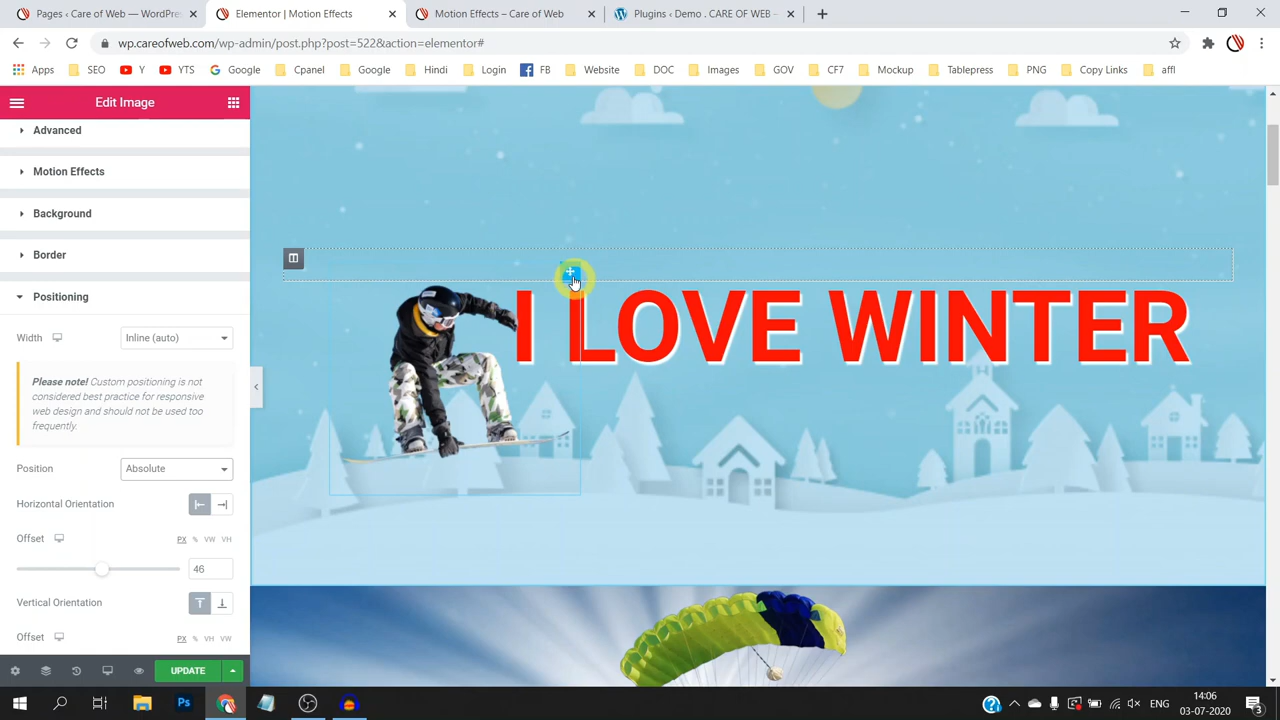 Pages ‹ Care of Web — WordPres
Elementor | Motion Effects
Motion Effects – Care of Web
Plugins ‹ Demo . CARE OF WEB —
wp.careofweb.com/wp-admin/post.php?post=522&action=elementor#
Apps SEO Y YTS Google Cpanel Google Hindi Login FB Website DOC Images GOV CF7 Mockup Tablepress PNG Copy Links affl
Edit Image
Advanced
Motion Effects
Background
Border
Positioning
Width Inline (auto)
Please note! Custom positioning is not
considered best practice for responsive
web design and should not be used too
frequently.
Position Absolute
Horizontal Orientation
Offset PX % VW VH
46
Vertical Orientation
Offset PX % VH VW
UPDATE
I LOVE WINTER
Ps
ENG
14:06
03-07-2020
3